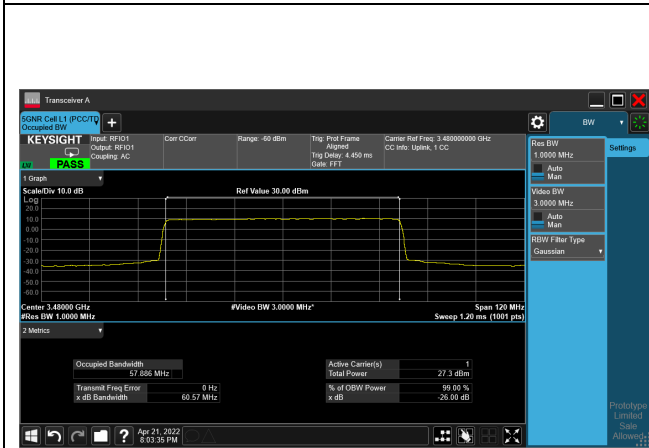 Transceiver A
5GNR Cell L1 (PCC/TD
Occupied BW
BW
KEYSIGHT
Input: RFIO1
Output: RFIO1
Coupling: AC
Corr CCorr
Range: -60 dBm
Trig: Prot Frame
Aligned
Trig Delay: 4.450 ms
Gate: FFT
Carrier Ref Freq: 3.480000000 GHz
CC Info: Uplink, 1 CC
PASS
1 Graph
Scale/Div 10.0 dB
Ref Value 30.00 dBm
Log
20.0
10.0
0.00
-10.0
-20.0
-30.0
-40.0
-50.0
-60.0
Center 3.48000 GHz
#Video BW 3.0000 MHz*
Span 120 MHz
#Res BW 1.0000 MHz
Sweep 1.20 ms (1001 pts)
2 Metrics
Occupied Bandwidth
57.886 MHz
Active Carrier(s) 1
Total Power 27.3 dBm
Transmit Freq Error 0 Hz
x dB Bandwidth 60.57 MHz
% of OBW Power 99.00 %
x dB -26.00 dB
Res BW
1.0000 MHz
Auto
Man
Video BW
3.0000 MHz
Auto
Man
RBW Filter Type
Gaussian
Settings
Prototype
Limited
Sale
Allowed
Apr 21, 2022
8:03:35 PM